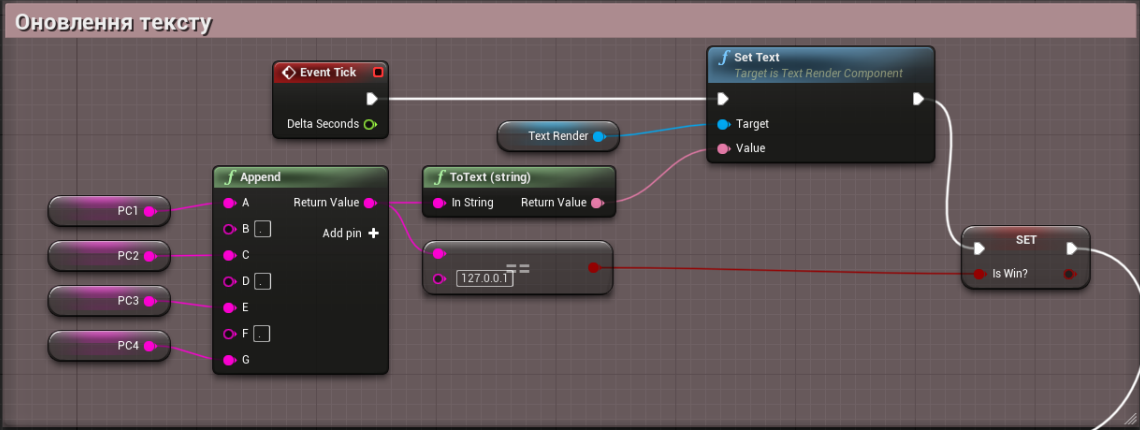 Оновлення тексту
Event Tick
Delta Seconds
Set Text
Target is Text Render Component
Target
Value
Text Render
Append
A
Return Value
B .
Add pin
C
D .
E
F .
G
PC1
PC2
PC3
PC4
ToText (string)
In String
Return Value
==
127.0.0.1
SET
Is Win?